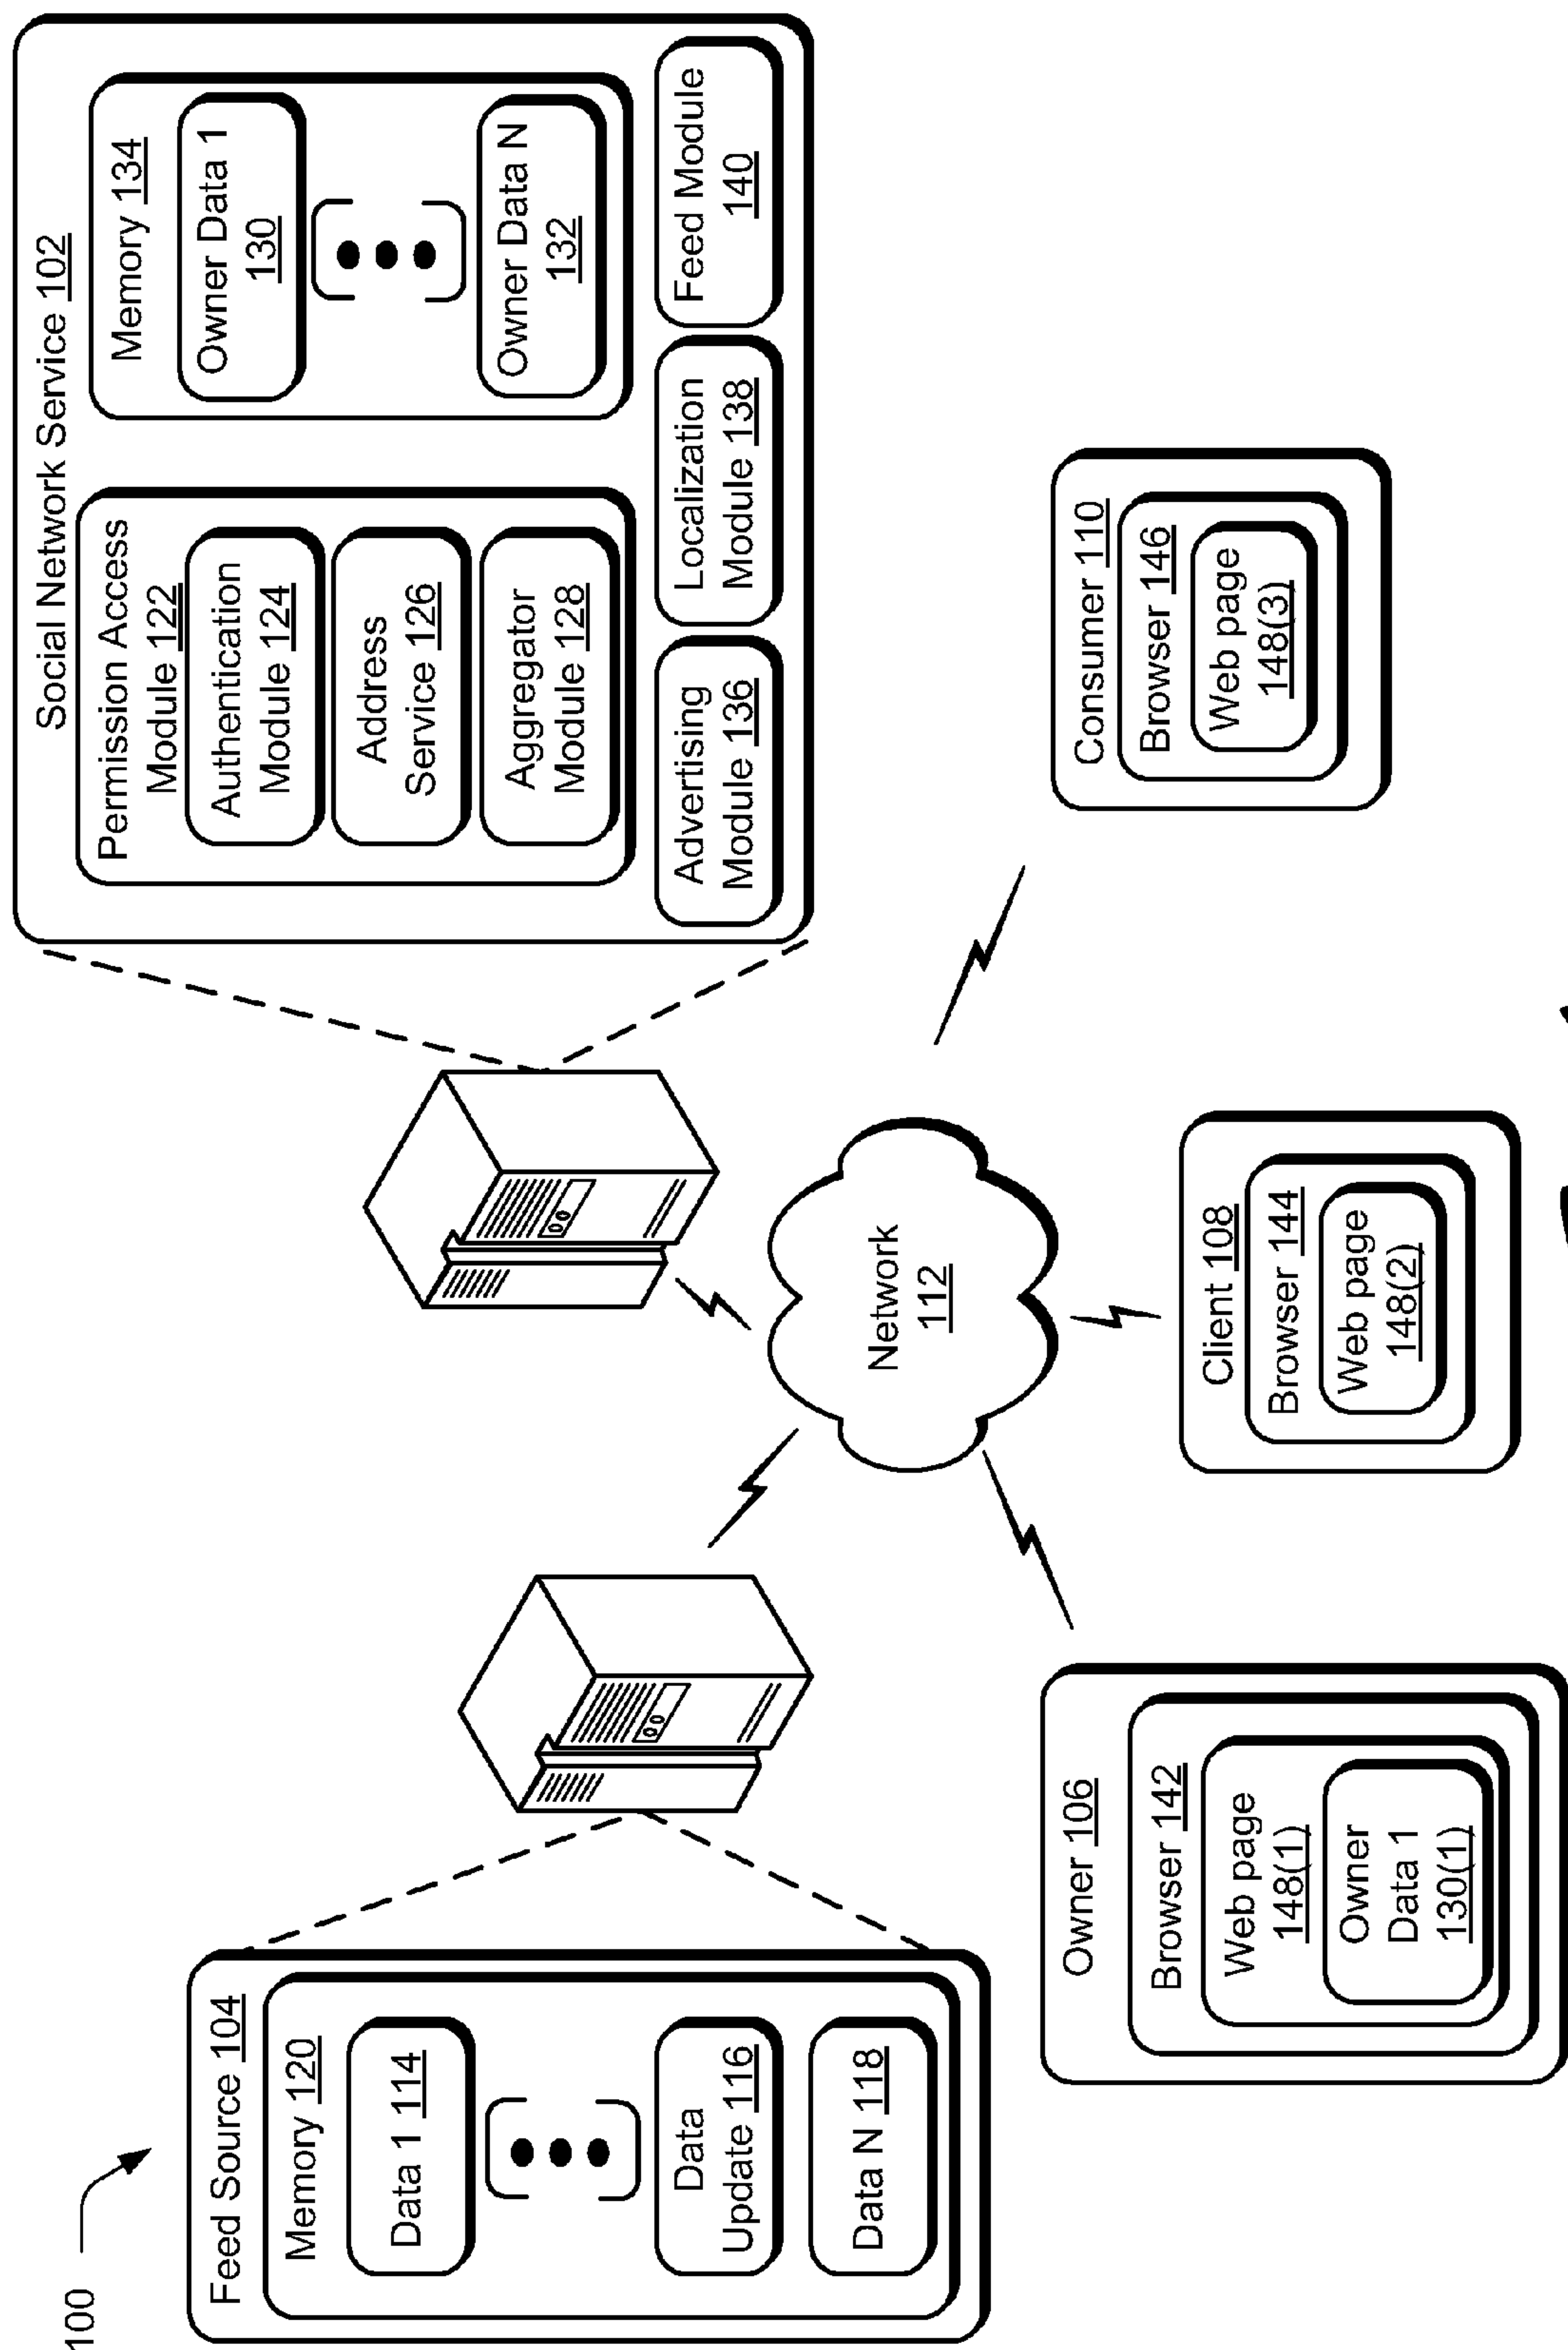 100
Feed Source 104
Memory 120
Data 1 114
Data
Update 116
Data N 118
Social Network Service 102
Permission Access
Module 122
Authentication
Module 124
Address
Service 126
Aggregator
Module 128
Memory 134
Owner Data 1
130
Owner Data N
132
Advertising
Module 136
Localization
Module 138
Feed Module
140
Network
112
Owner 106
Browser 142
Web page
148(1)
Owner
Data 1
130(1)
Client 108
Browser 144
Web page
148(2)
Consumer 110
Browser 146
Web page
148(3)